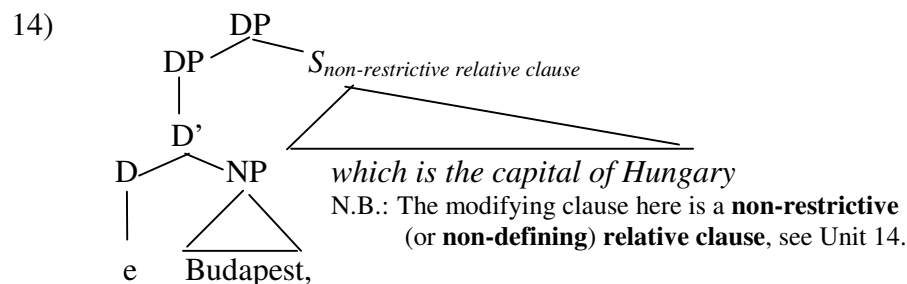 14)
DP
DP S non-restrictive relative clause
D’
D NP which is the capital of Hungary
N.B.: The modifying clause here is a non-restrictive
(or non-defining) relative clause, see Unit 14.
e Budapest,